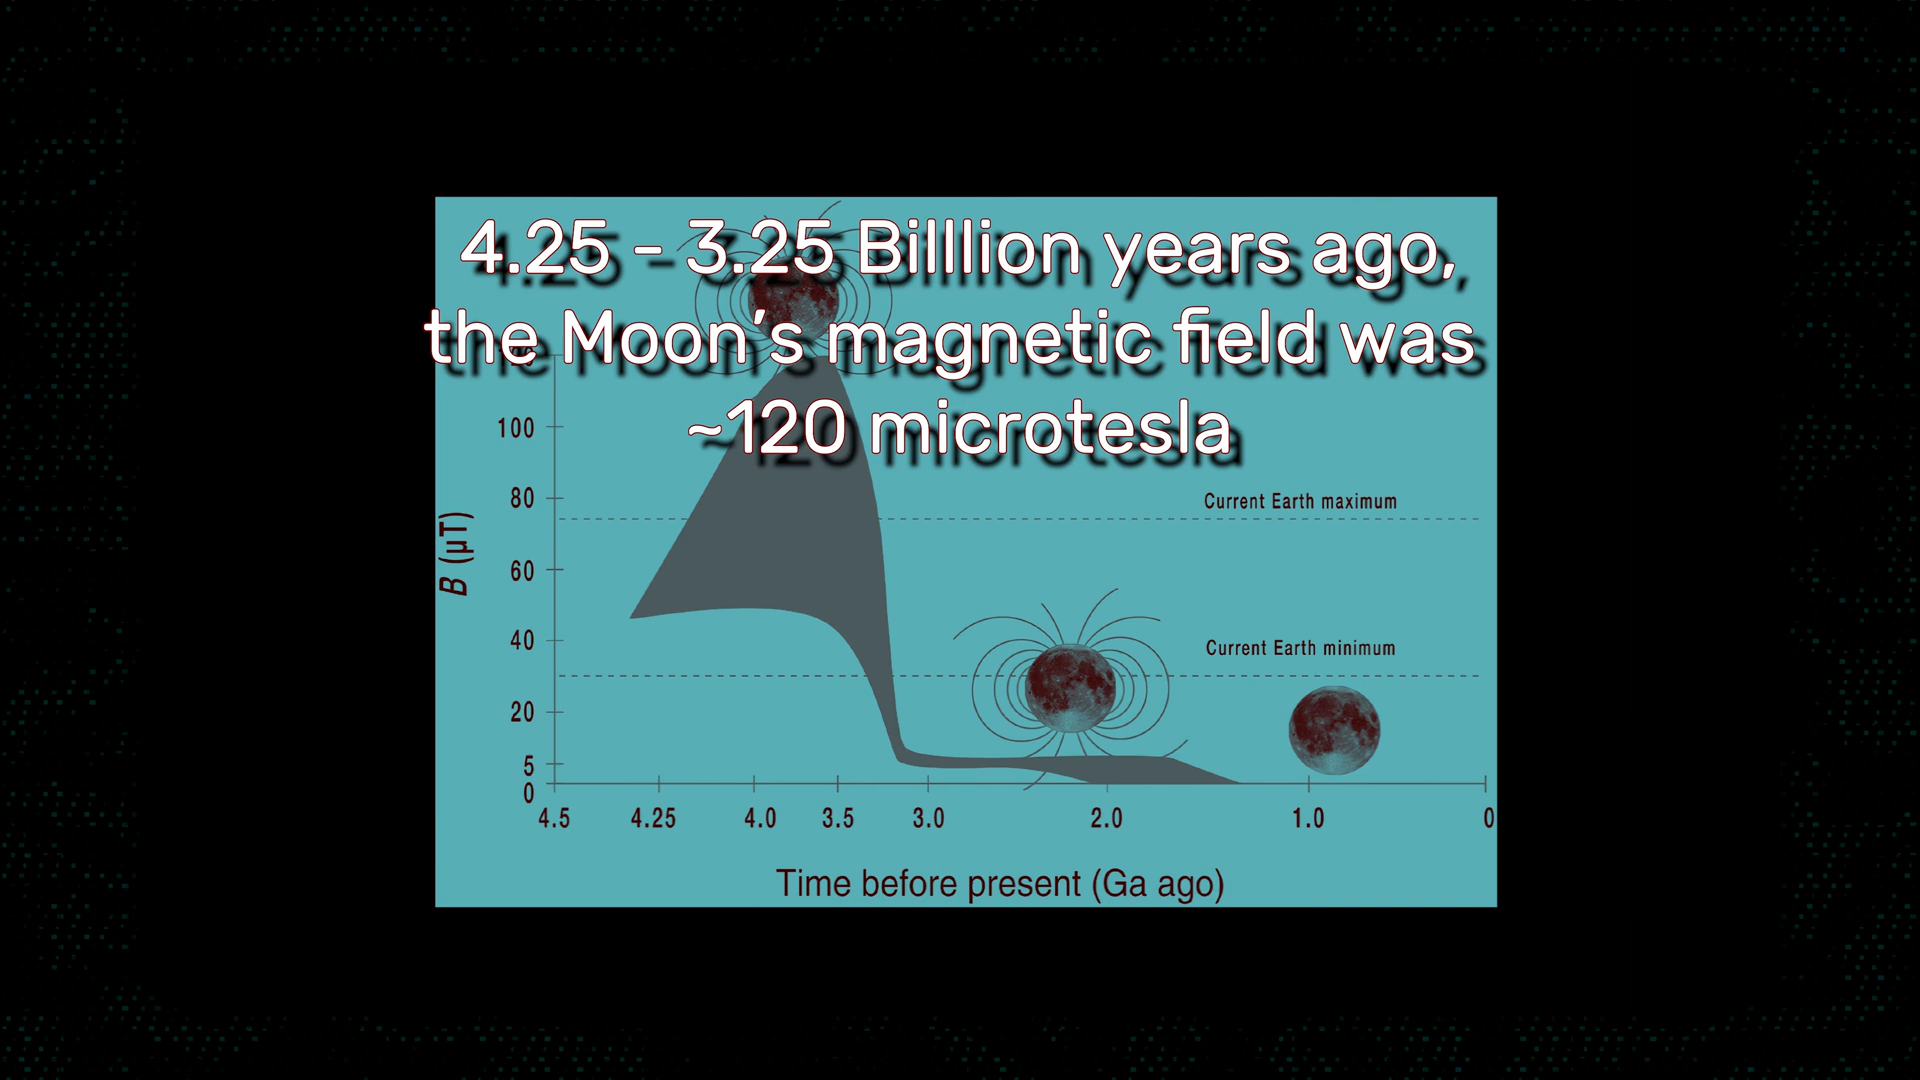 4.25 - 3.25 Billlion years ago,
the Moon's magnetic field was
~120 microtesla
100
80
60
40
20
5
0
B (µT)
Current Earth maximum
Current Earth minimum
4.5 4.25 4.0 3.5 3.0 2.0 1.0 0
Time before present (Ga ago)